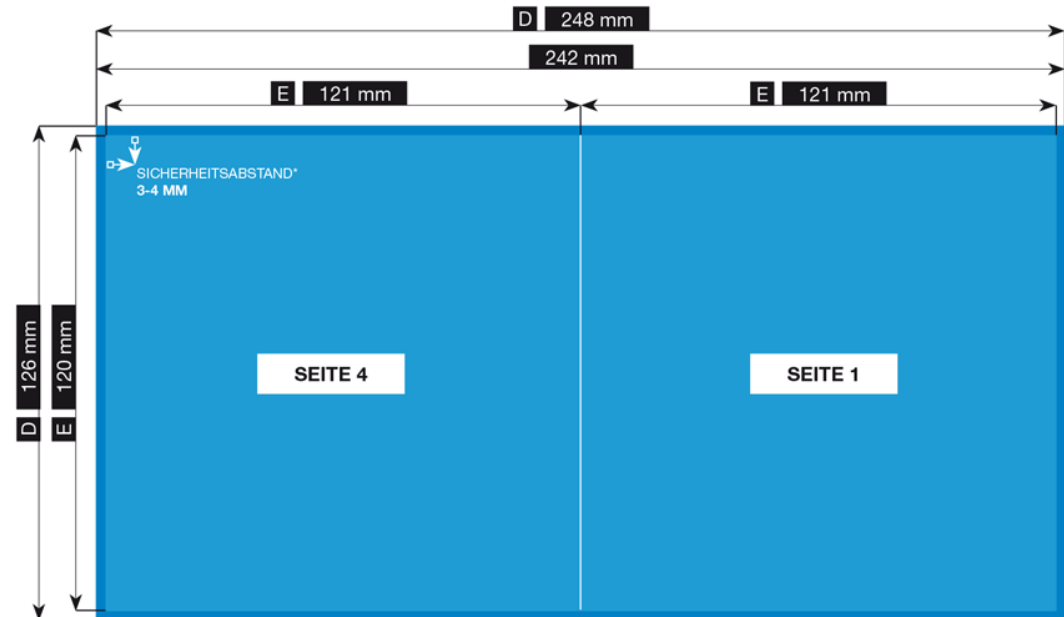 D 248 mm
242 mm
E 121 mm
E 121 mm
SICHERHEITSABSTAND*
3-4 MM
D 126 mm
E 120 mm
SEITE 4
SEITE 1